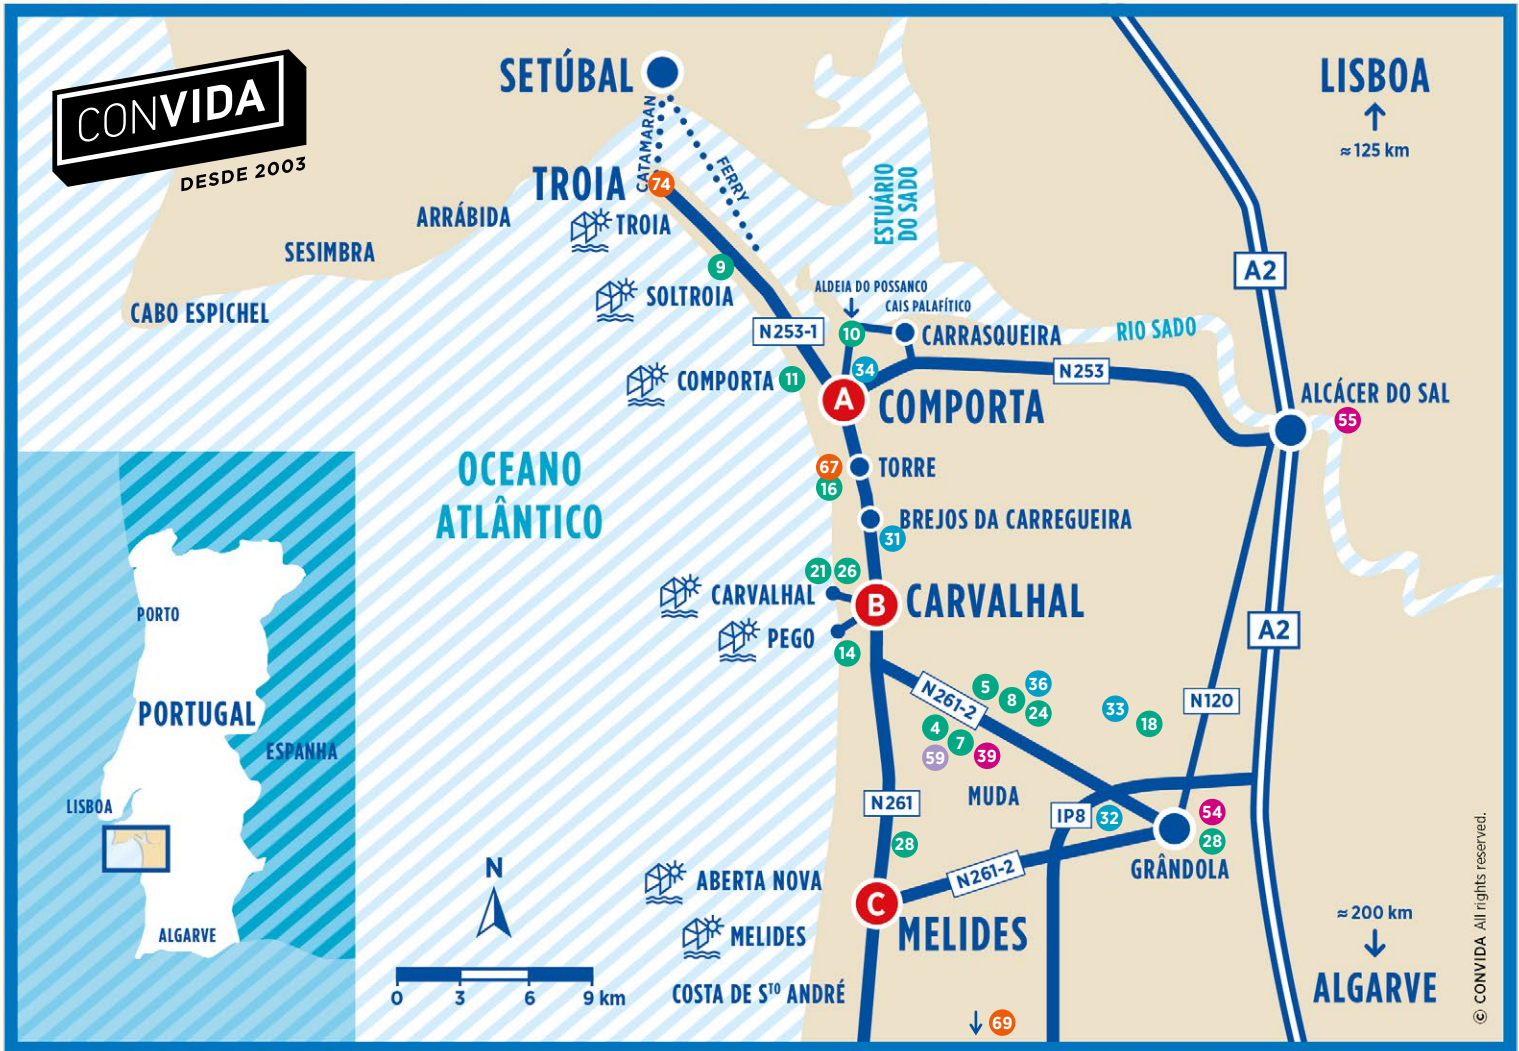 CONVIDA
DESDE 2003
SETÚBAL
CATAMARAN
FERRY
LISBOA
≈ 125 km
TROIA
74
TROIA
ARRÁBIDA
SESIMBRA
CABO ESPICHEL
ESTUÁRIO
DO SADO
9
SOLTROIA
A2
ALDEIA DO POSSANCO
CAIS PALAFÍTICO
N253-1
10
CARRASQUEIRA
RIO SADO
COMPORTA
11
34
N253
A
COMPORTA
ALCÁCER DO SAL
55
OCEANO
ATLÂNTICO
67
TORRE
16
BREJOS DA CARREGUEIRA
31
21
26
CARVALHAL
B
CARVALHAL
PEGO
14
A2
N261-2
5
8
36
24
33
18
N120
4
7
59
39
MUDA
N261
IP8
32
54
28
28
GRÂNDOLA
ABERTA NOVA
N261-2
C
MELIDES
MELIDES
COSTA DE STO ANDRÉ
69
≈ 200 km
ALGARVE
PORTO
PORTUGAL
ESPANHA
LISBOA
ALGARVE
N
0 3 6 9 km
© CONVIDA All rights reserved.